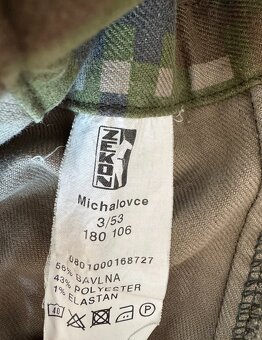 ZEKON
Michalovce
3/53
180 106
080 1000168727
56% BAVLNA
43% POLYESTER
1% ELASTAN
40
P